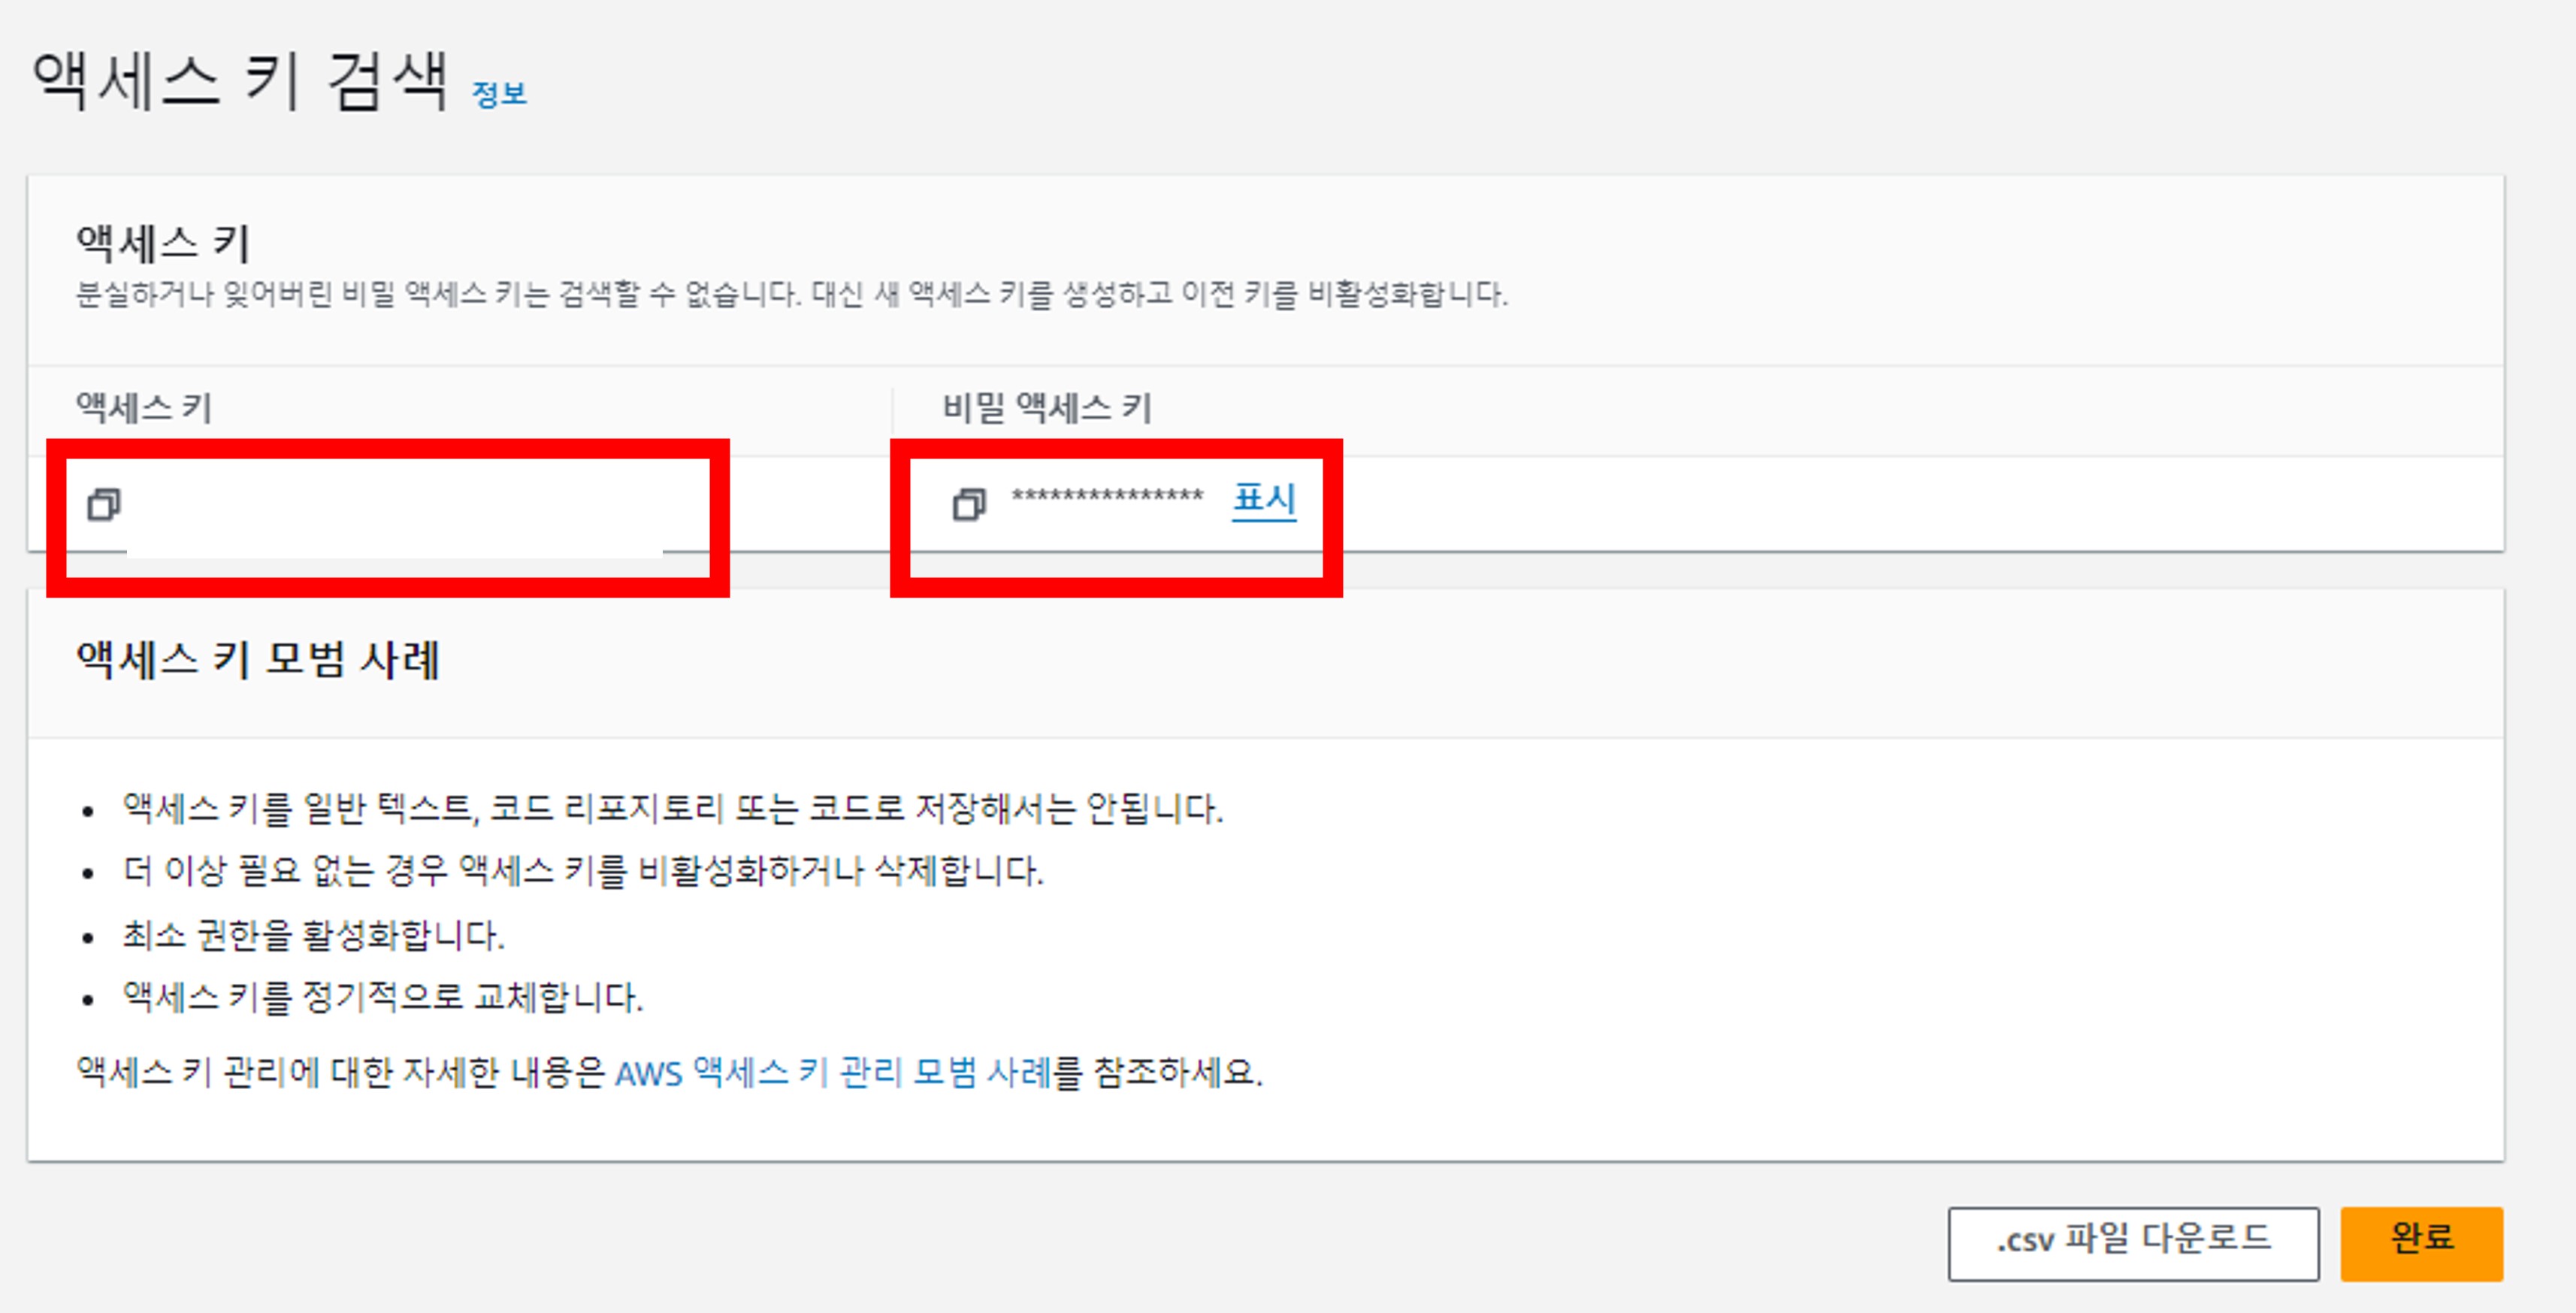 액세스 키 검색 정보
액세스 키
분실하거나 잊어버린 비밀 액세스 키는 검색할 수 없습니다. 대신 새 액세스 키를 생성하고 이전 키를 비활성화합니다.
액세스 키 비밀 액세스 키
*************** 표시
액세스 키 모범 사례
• 액세스 키를 일반 텍스트, 코드 리포지토리 또는 코드로 저장해서는 안됩니다.
• 더 이상 필요 없는 경우 액세스 키를 비활성화하거나 삭제합니다.
• 최소 권한을 활성화합니다.
• 액세스 키를 정기적으로 교체합니다.
액세스 키 관리에 대한 자세한 내용은 AWS 액세스 키 관리 모범 사례를 참조하세요.
.csv 파일 다운로드 완료